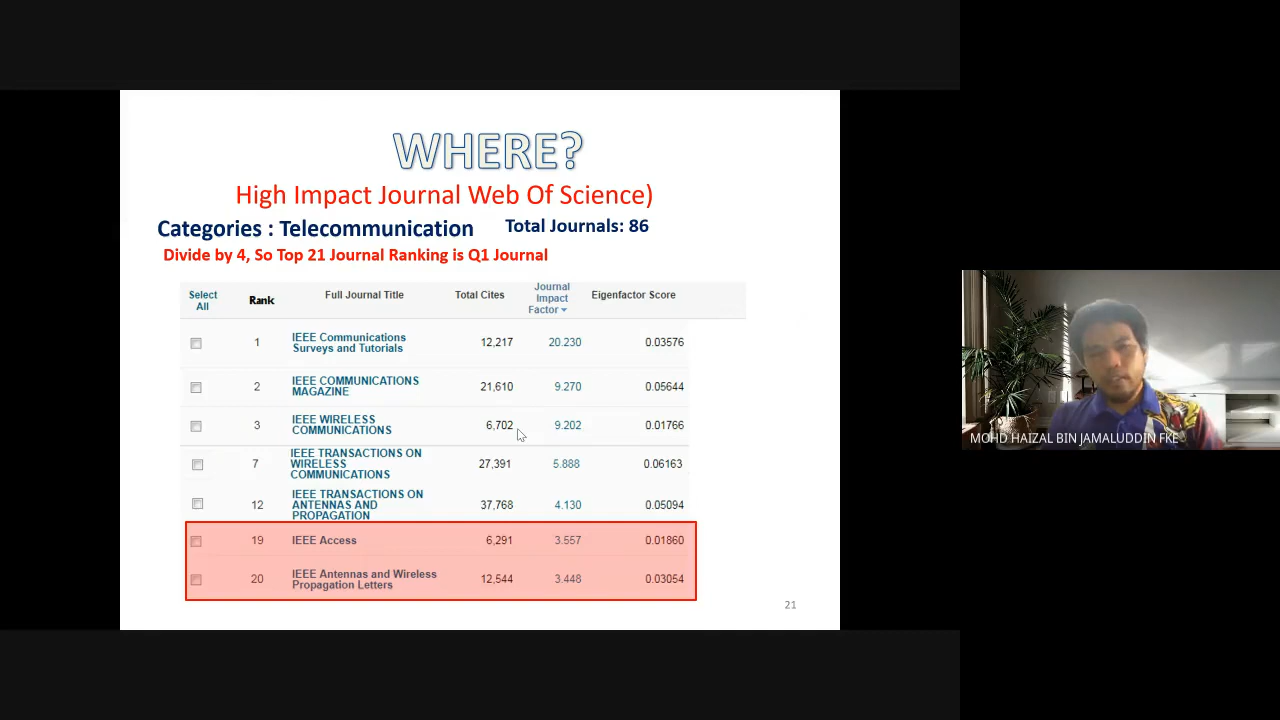 WHERE?
High Impact Journal Web Of Science)
Categories : Telecommunication Total Journals: 86
Divide by 4, So Top 21 Journal Ranking is Q1 Journal
Select All Rank Full Journal Title Total Cites Journal Impact Factor Eigenfactor Score
1 IEEE Communications Surveys and Tutorials 12,217 20.230 0.03576
2 IEEE COMMUNICATIONS MAGAZINE 21,610 9.270 0.05644
3 IEEE WIRELESS COMMUNICATIONS 6,702 9.202 0.01766
7 IEEE TRANSACTIONS ON WIRELESS COMMUNICATIONS 27,391 5.888 0.06163
12 IEEE TRANSACTIONS ON ANTENNAS AND PROPAGATION 37,768 4.130 0.05094
19 IEEE Access 6,291 3.557 0.01860
20 IEEE Antennas and Wireless Propagation Letters 12,544 3.448 0.03054
21
MOHD HAIZAL BIN JAMALUDDIN FKE